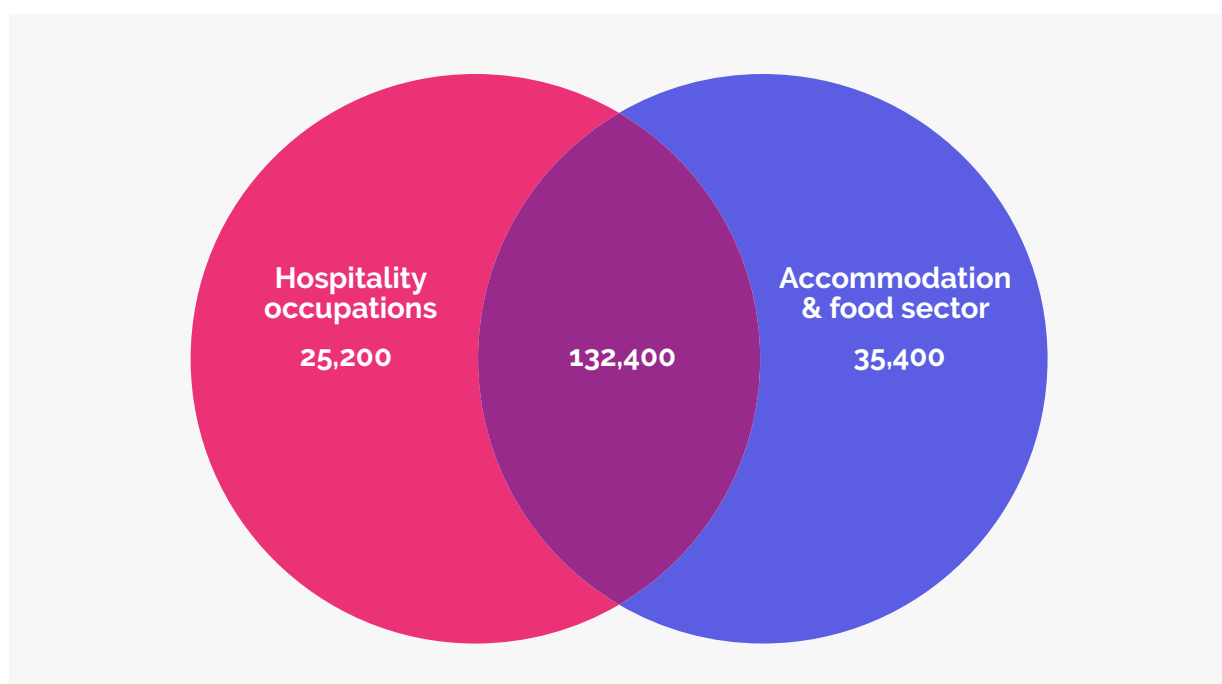 Hospitality
occupations
25,200
132,400
Accommodation
& food sector
35,400